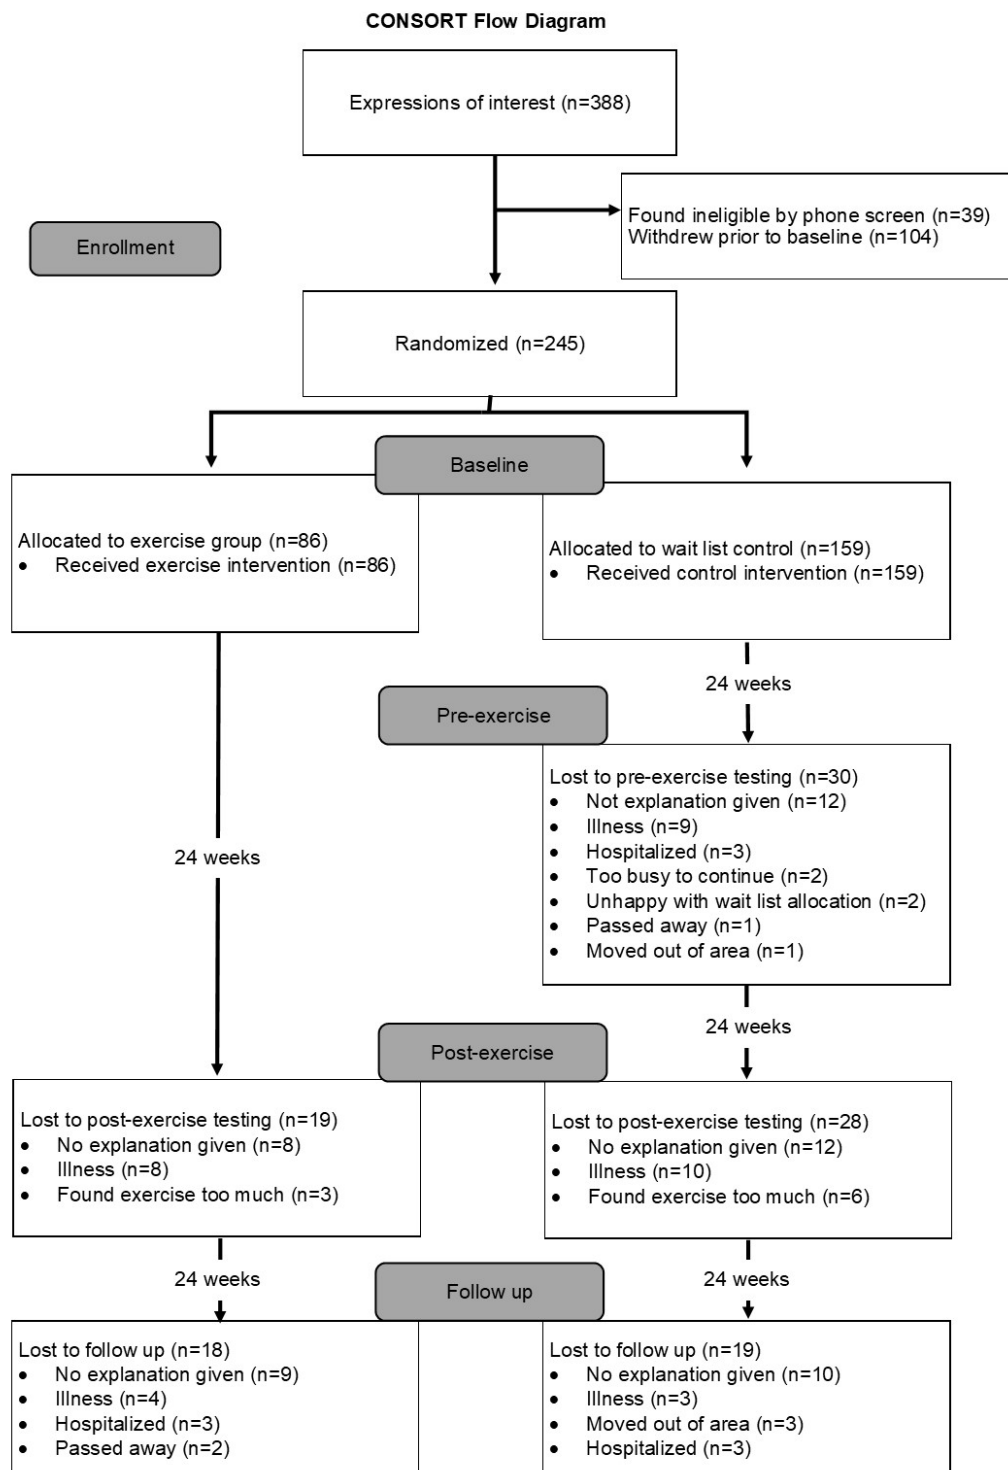 CONSORT Flow Diagram
Expressions of interest (n=388)
Found ineligible by phone screen (n=39)
Withdrew prior to baseline (n=104)
Enrollment
Randomized (n=245)
Baseline
Allocated to exercise group (n=86)
• Received exercise intervention (n=86)
Allocated to wait list control (n=159)
• Received control intervention (n=159)
24 weeks
Pre-exercise
Lost to pre-exercise testing (n=30)
• Not explanation given (n=12)
• Illness (n=9)
• Hospitalized (n=3)
• Too busy to continue (n=2)
• Unhappy with wait list allocation (n=2)
• Passed away (n=1)
• Moved out of area (n=1)
24 weeks
24 weeks
Post-exercise
Lost to post-exercise testing (n=19)
• No explanation given (n=8)
• Illness (n=8)
• Found exercise too much (n=3)
Lost to post-exercise testing (n=28)
• No explanation given (n=12)
• Illness (n=10)
• Found exercise too much (n=6)
24 weeks
24 weeks
Follow up
Lost to follow up (n=18)
• No explanation given (n=9)
• Illness (n=4)
• Hospitalized (n=3)
• Passed away (n=2)
Lost to follow up (n=19)
• No explanation given (n=10)
• Illness (n=3)
• Moved out of area (n=3)
• Hospitalized (n=3)